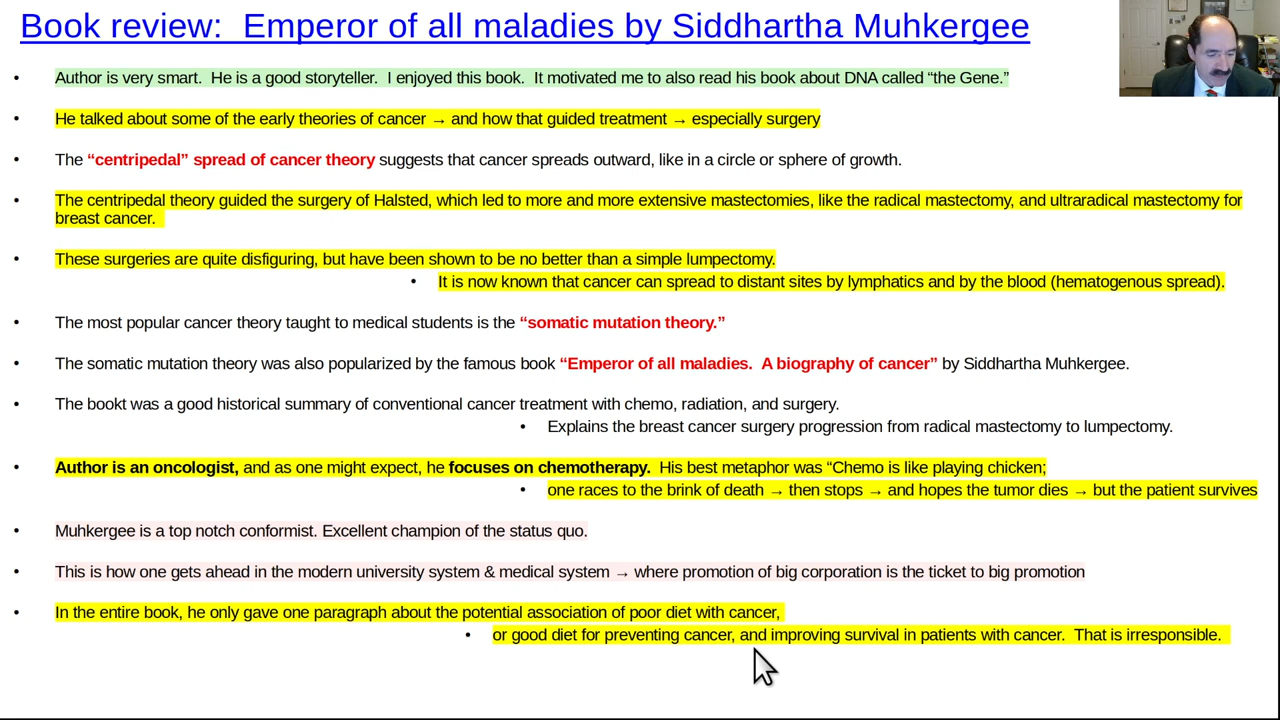 Book review:  Emperor of all maladies by Siddhartha Muhkergee
• Author is very smart.  He is a good storyteller.  I enjoyed this book.  It motivated me to also read his book about DNA called “the Gene.”
• He talked about some of the early theories of cancer → and how that guided treatment → especially surgery
• The “centripedal” spread of cancer theory suggests that cancer spreads outward, like in a circle or sphere of growth.
• The centripedal theory guided the surgery of Halsted, which led to more and more extensive mastectomies, like the radical mastectomy, and ultraradical mastectomy for
breast cancer.
• These surgeries are quite disfiguring, but have been shown to be no better than a simple lumpectomy.
• It is now known that cancer can spread to distant sites by lymphatics and by the blood (hematogenous spread).
• The most popular cancer theory taught to medical students is the “somatic mutation theory.”
• The somatic mutation theory was also popularized by the famous book “Emperor of all maladies.  A biography of cancer” by Siddhartha Muhkergee.
• The bookt was a good historical summary of conventional cancer treatment with chemo, radiation, and surgery.
• Explains the breast cancer surgery progression from radical mastectomy to lumpectomy.
• Author is an oncologist, and as one might expect, he focuses on chemotherapy.  His best metaphor was “Chemo is like playing chicken;
• one races to the brink of death → then stops → and hopes the tumor dies → but the patient survives
• Muhkergee is a top notch conformist. Excellent champion of the status quo.
• This is how one gets ahead in the modern university system & medical system → where promotion of big corporation is the ticket to big promotion
• In the entire book, he only gave one paragraph about the potential association of poor diet with cancer,
• or good diet for preventing cancer, and improving survival in patients with cancer.  That is irresponsible.